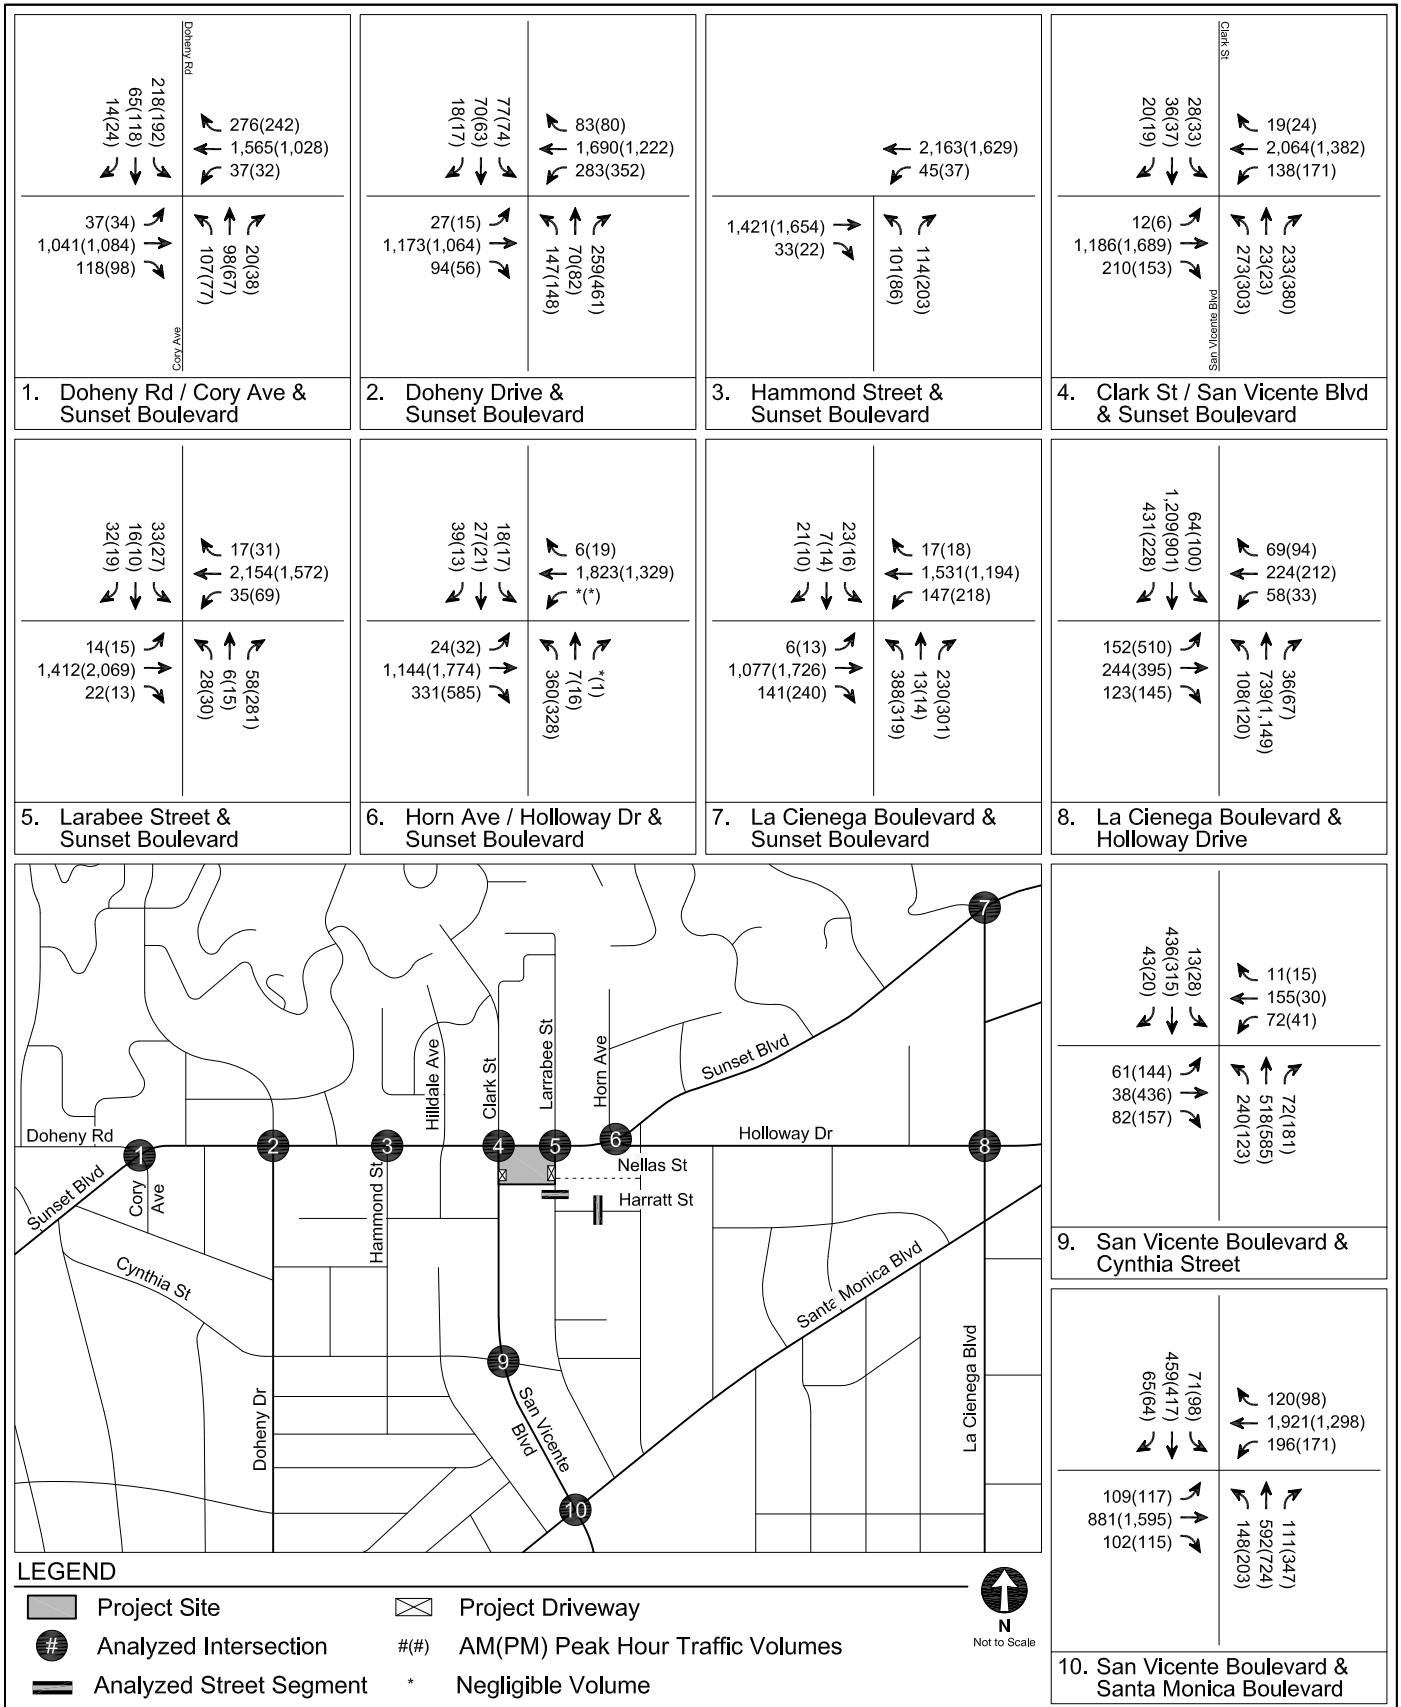 Doheny Rd
218(192)
65(118)
14(24)
276(242)
1,565(1,028)
37(32)
37(34)
1,041(1,084)
118(98)
107(77)
98(67)
20(38)
Cory Ave
1. Doheny Rd / Cory Ave &
Sunset Boulevard
77(74)
70(63)
18(17)
83(80)
1,690(1,222)
283(352)
27(15)
1,173(1,064)
94(56)
147(148)
70(82)
259(461)
2. Doheny Drive &
Sunset Boulevard
2,163(1,629)
45(37)
1,421(1,654)
33(22)
101(86)
114(203)
3. Hammond Street &
Sunset Boulevard
Clark St
28(33)
36(37)
20(19)
19(24)
2,064(1,382)
138(171)
12(6)
1,186(1,689)
210(153)
273(303)
23(23)
233(380)
San Vicente Blvd
4. Clark St / San Vicente Blvd
& Sunset Boulevard
33(27)
16(10)
32(19)
17(31)
2,154(1,572)
35(69)
14(15)
1,412(2,069)
22(13)
28(30)
6(15)
58(281)
5. Larabee Street &
Sunset Boulevard
18(17)
27(21)
39(13)
6(19)
1,823(1,329)
*(*)
24(32)
1,144(1,774)
331(585)
360(328)
7(16)
*(1)
6. Horn Ave / Holloway Dr &
Sunset Boulevard
23(16)
7(14)
21(10)
17(18)
1,531(1,194)
147(218)
6(13)
1,077(1,726)
141(240)
388(319)
13(14)
230(301)
7. La Cienega Boulevard &
Sunset Boulevard
64(100)
1,209(901)
431(228)
69(94)
224(212)
58(33)
152(510)
244(395)
123(145)
108(120)
739(1,149)
36(67)
8. La Cienega Boulevard &
Holloway Drive
13(28)
436(315)
43(20)
11(15)
155(30)
72(41)
61(144)
38(436)
82(157)
240(123)
518(585)
72(181)
9. San Vicente Boulevard &
Cynthia Street
71(98)
459(417)
65(64)
120(98)
1,921(1,298)
196(171)
109(117)
881(1,595)
102(115)
148(203)
592(724)
111(347)
10. San Vicente Boulevard &
Santa Monica Boulevard
7
Sunset Blvd
Hilldale Ave
Clark St
Larrabee St
Horn Ave
Doheny Rd
1
2
3
4
5
6
Holloway Dr
8
Nellas St
Harratt St
Sunset Blvd
Cory
Ave
Hammond St
Cynthia St
Santa Monica Blvd
9
Doheny Dr
San Vicente
Blvd
La Cienega Blvd
10
LEGEND
Project Site
Project Driveway
# Analyzed Intersection
#(#) AM(PM) Peak Hour Traffic Volumes
Analyzed Street Segment
* Negligible Volume
N
Not to Scale